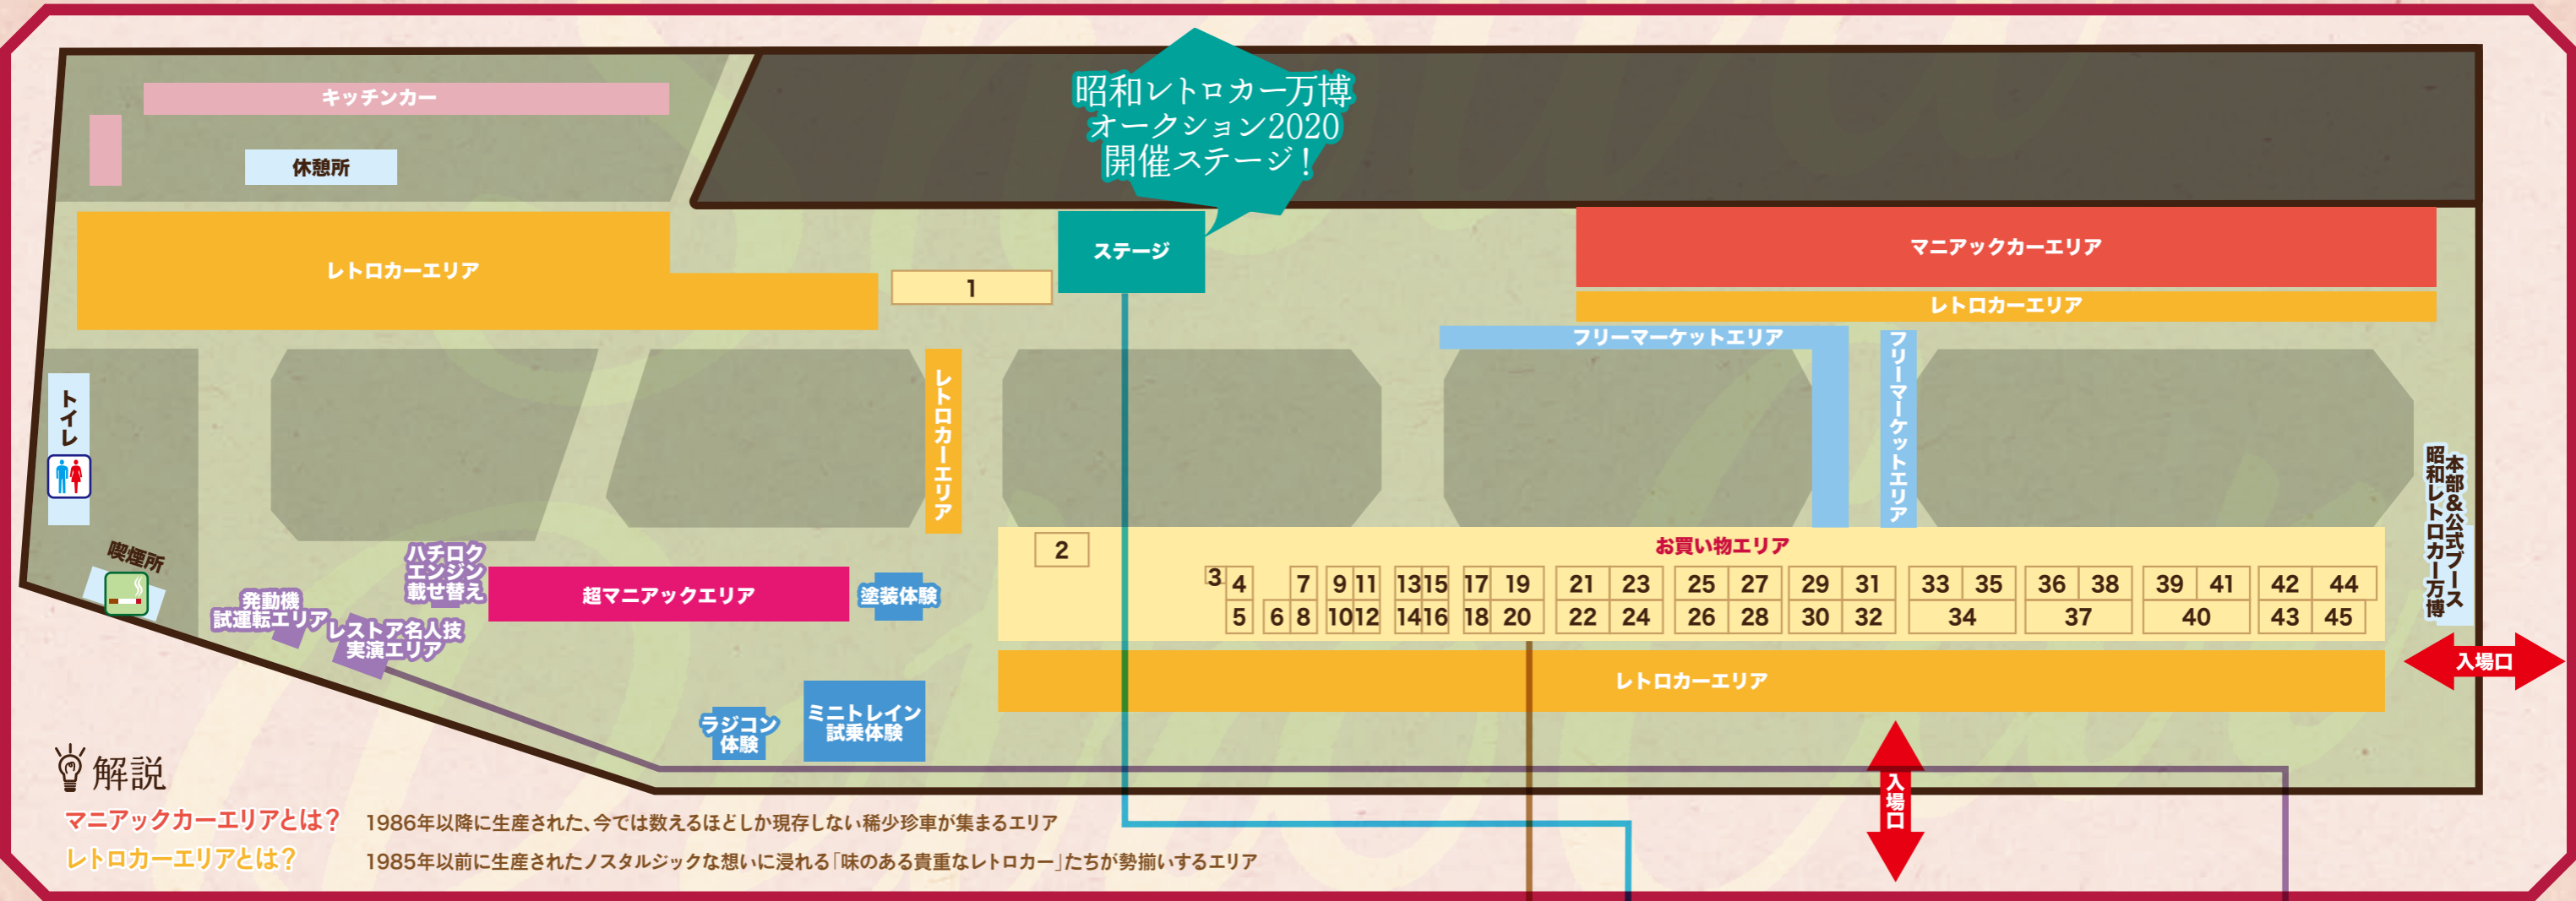 昭和レトロカー万博
オークション2020
開催ステージ!
キッチンカー
休憩所
レトロカーエリア
1
ステージ
マニアックカーエリア
レトロカーエリア
フリーマーケットエリア
フリーマーケットエリア
レトロカーエリア
トイレ
喫煙所
発動機
試運転エリア
ハチロク
エンジン
載せ替え
レストア名人技
実演エリア
超マニアックエリア
塗装体験
ラジコン
体験
ミニトレイン
試乗体験
お買い物エリア
2
3 4 7 9 11 13 15 17 19 21 23 25 27 29 31 33 35 36 38 39 41 42 44
5 6 8 10 12 14 16 18 20 22 24 26 28 30 32 34 37 40 43 45
レトロカーエリア
本部&公式ブース
昭和レトロカー万博
入場口
入場口
解説
マニアックカーエリアとは? 1986年以降に生産された、今では数えるほどしか現存しない稀少珍車が集まるエリア
レトロカーエリアとは? 1985年以前に生産されたノスタルジックな想いに浸れる「味のある貴重なレトロカー」たちが勢揃いするエリア